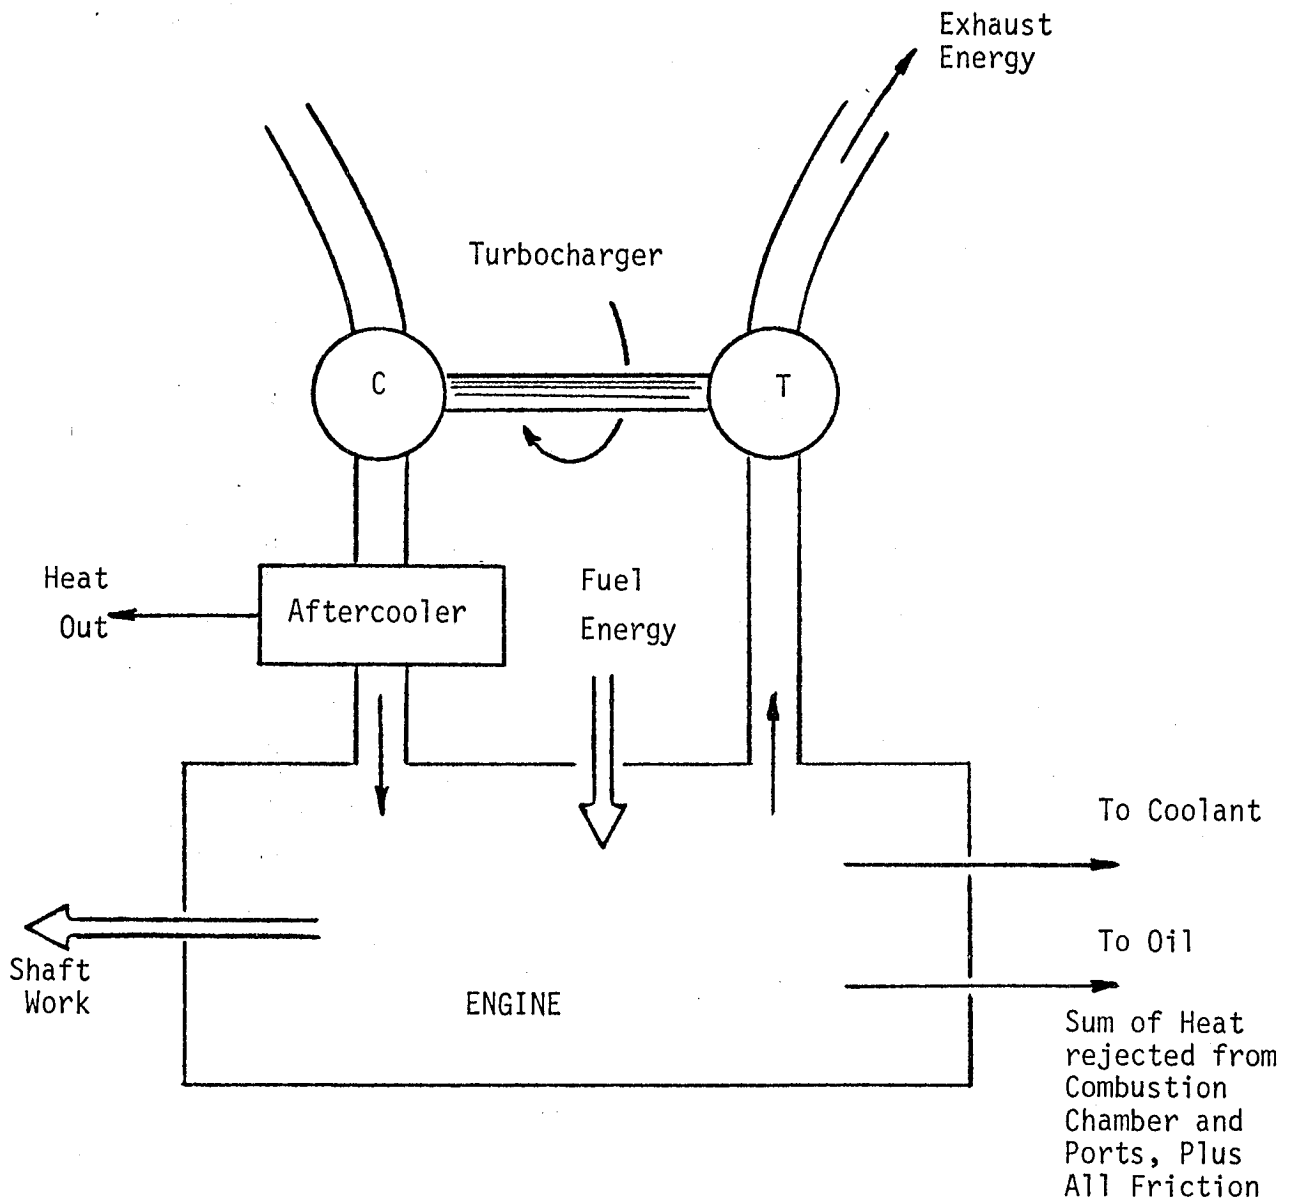 Exhaust
Energy
Turbocharger
C
T
Heat
Out
Aftercooler
Fuel
Energy
To Coolant
To Oil
Shaft
Work
ENGINE
Sum of Heat
rejected from
Combustion
Chamber and
Ports, Plus
All Friction